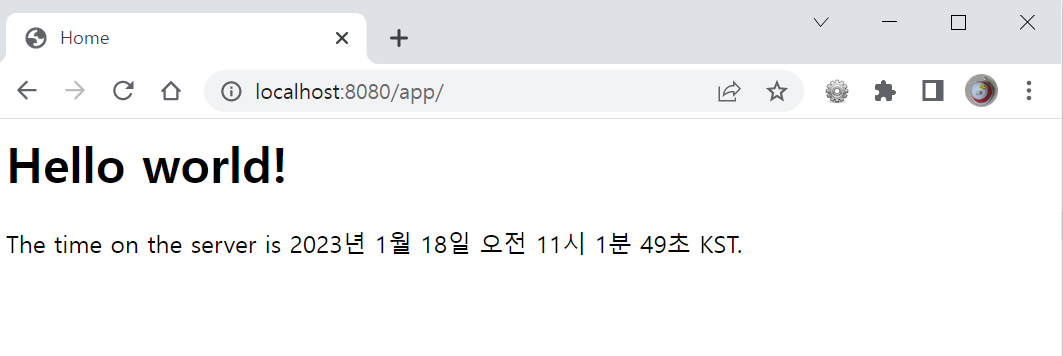 Home
localhost:8080/app/
Hello world!
The time on the server is 2023년 1월 18일 오전 11시 1분 49초 KST.